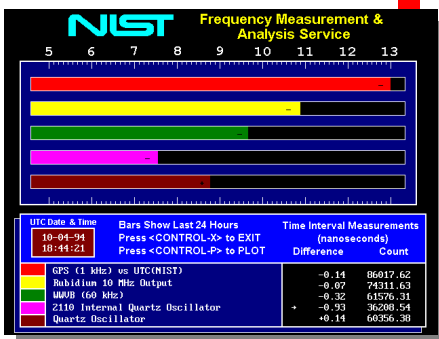 NIST
Frequency Measurement &
Analysis Service
5 6 7 8 9 10 11 12 13
UTC Date & Time
10-04-94
18:44:21
Bars Show Last 24 Hours
Press <CONTROL-X> to EXIT
Press <CONTROL-P> to PLOT
Time Interval Measurements
(nanoseconds)
Difference Count
GPS (1 kHz) vs UTC(NIST) -0.14 86017.62
Rubidium 10 MHz Output -0.07 74311.63
WWVB (60 kHz) -0.32 61576.31
2110 Internal Quartz Oscillator → -0.93 36208.54
Quartz Oscillator +0.14 60356.38